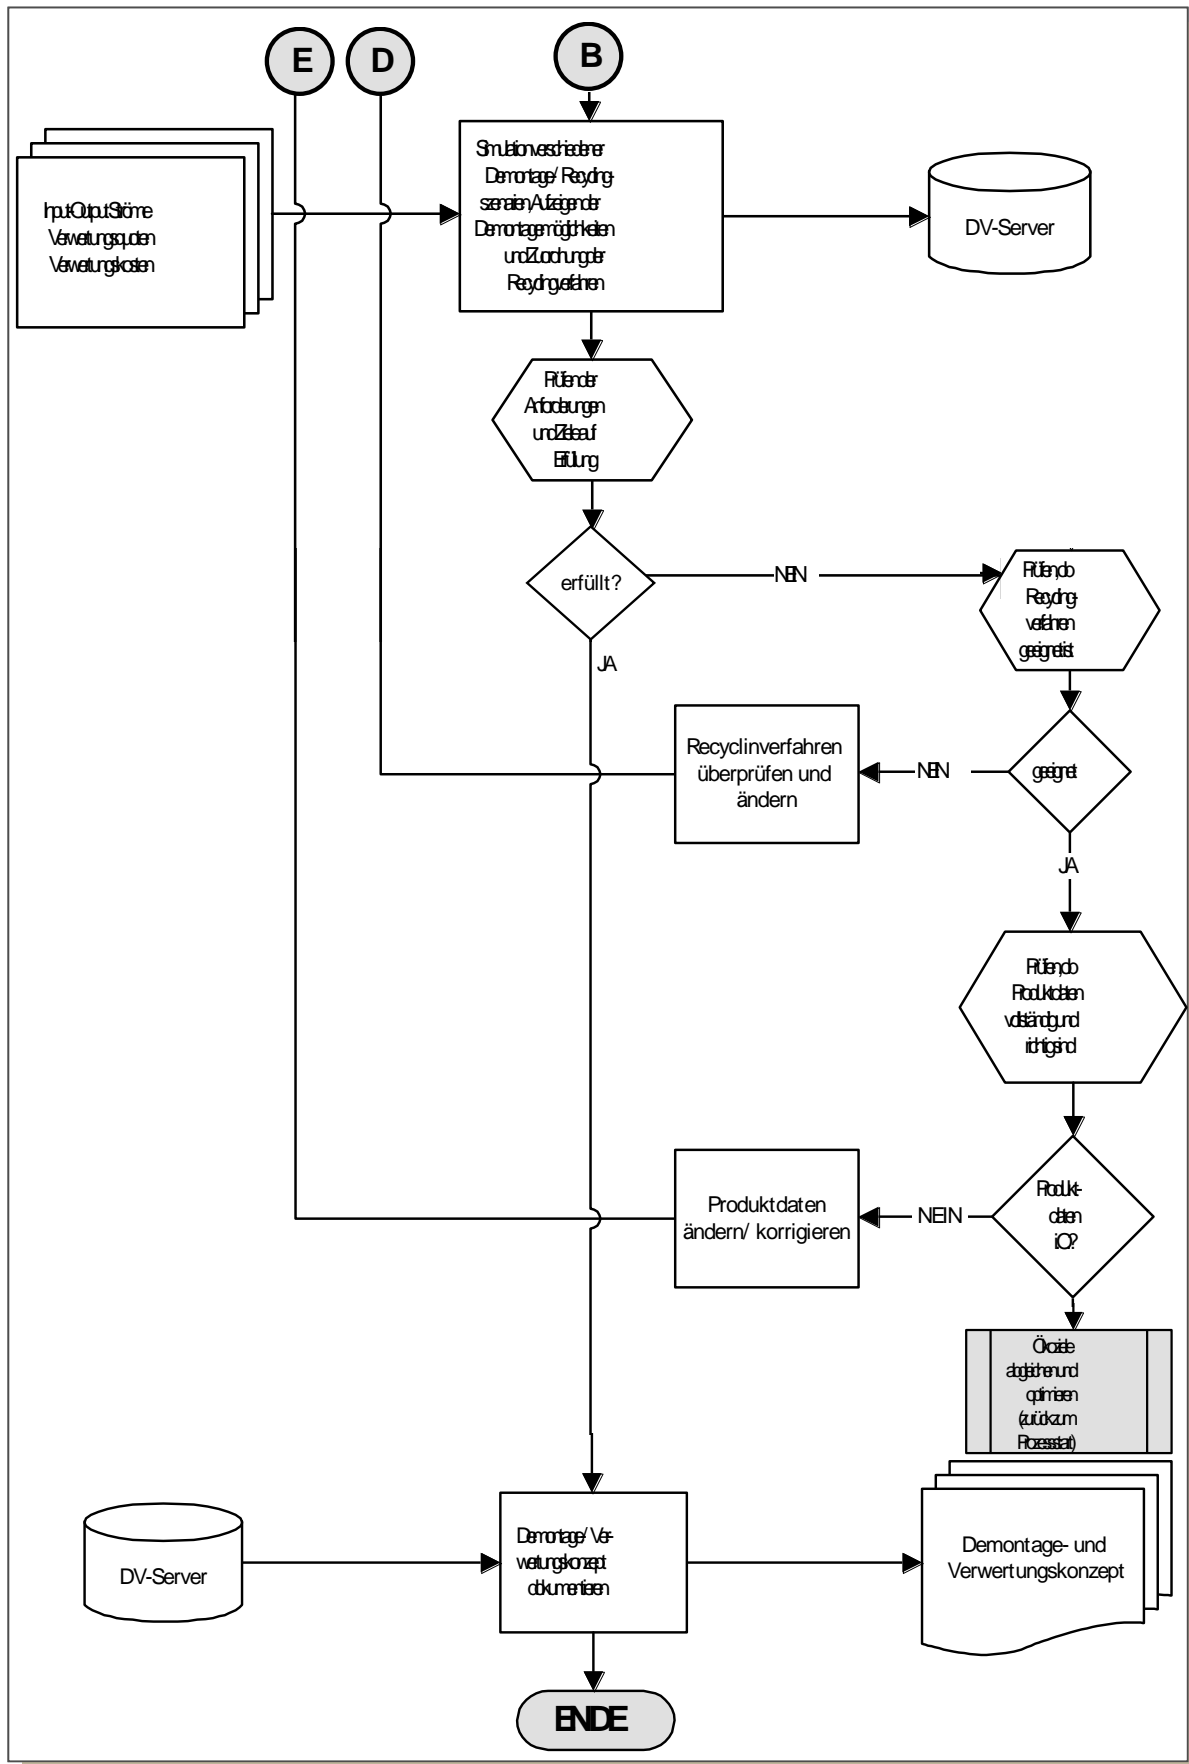 E
D
B
Input-Output-Ströme
Verwertungsquoten
Verwertungskosten
Simulation verschiedener
Demontage/ Recycling-
szenarien, Aufzeigen der
Demontagemöglichkeiten
und Zuordnung der
Recyclingverfahren
DV-Server
Prüfen der
Anforderungen
und Ziele auf
Erfüllung
erfüllt?
NEIN
Prüfen, ob
Recycling-
verfahren
geeignet ist
JA
Recyclinverfahren
überprüfen und
ändern
NEIN
geeignet
JA
Prüfen, ob
Produktdaten
vollständig und
richtig sind
Produktdaten
ändern/ korrigieren
NEIN
Produkt-
daten
iO?
Ökoziele
abgleichen und
optimieren
(zurück zum
Prozessstart)
DV-Server
Demontage/ Ver-
wertungskonzept
dokumentieren
Demontage- und
Verwertungskonzept
ENDE